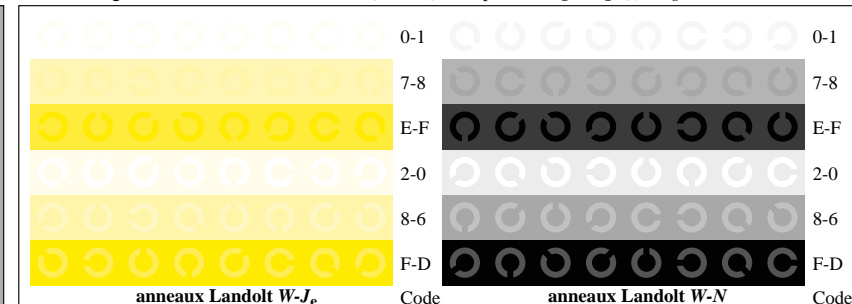 0-1 0-1
7-8 7-8
E-F E-F
2-0 2-0
8-6 8-6
F-D F-D
anneaux Landolt W-Je Code anneaux Landolt W-N Code